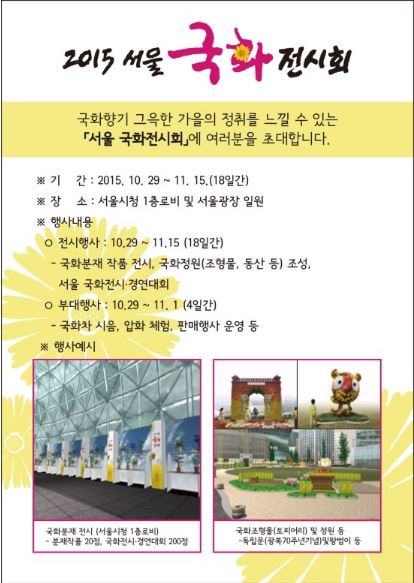 2015 서울 국화 전시회
국화향기 그윽한 가을의 정취를 느낄 수 있는
「서울 국화전시회」에 여러분을 초대합니다.
※ 기 간 : 2015. 10. 29 ~ 11. 15.(18일간)
※ 장 소 : 서울시청 1층로비 및 서울광장 일원
※ 행사내용
○ 전시행사 : 10.29 ~ 11.15 (18일간)
- 국화분재 작품 전시, 국화정원(조형물, 동산 등) 조성,
서울 국화전시·경연대회
○ 부대행사 : 10.29 ~ 11. 1 (4일간)
- 국화차 시음, 압화 체험, 판매행사 운영 등
※ 행사예시
국화분재 전시 (서울시청 1층로비)
- 분재작품 20점, 국화전시·경연대회 200점
국화조형물(토피어리) 및 정원 등
-독립문(광복70주년기념)및왕범이 등